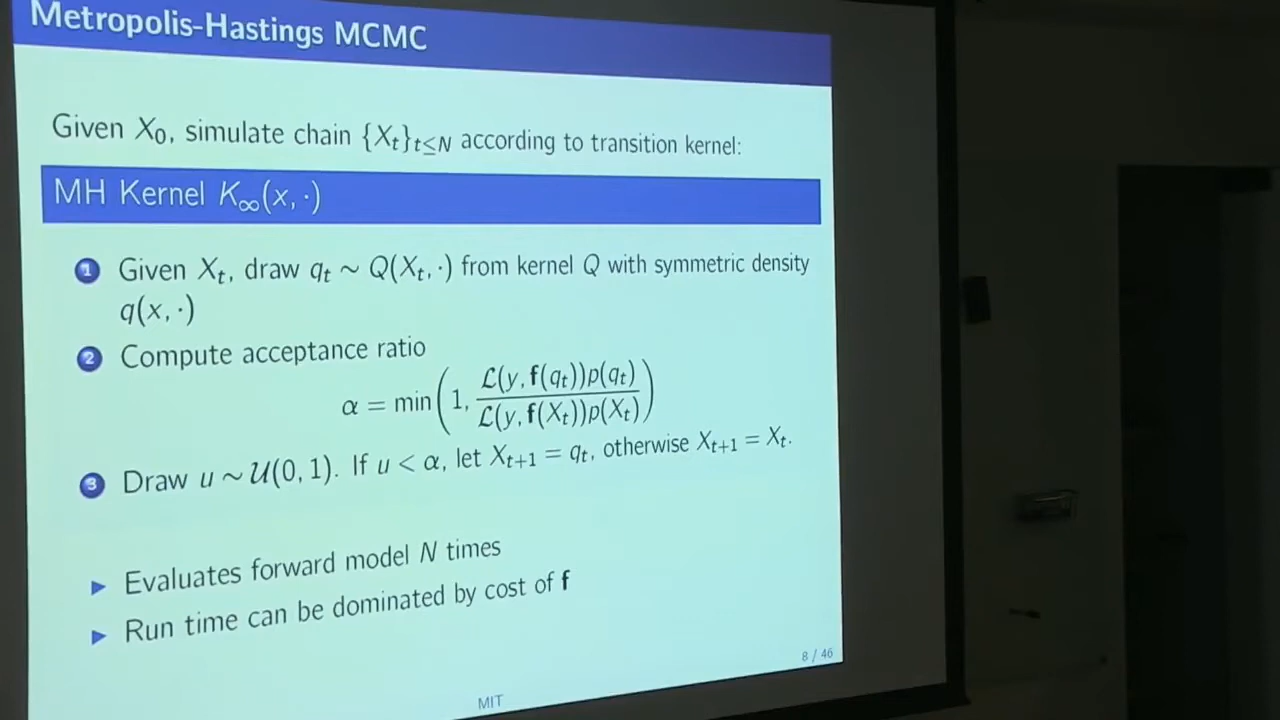 Metropolis-Hastings MCMC
Given X₀, simulate chain {Xₜ}ₜ≤N according to transition kernel:
MH Kernel K∞(x, ·)
1 Given Xₜ, draw qₜ ∼ Q(Xₜ, ·) from kernel Q with symmetric density
q(x, ·)
2 Compute acceptance ratio
α = min(1, ℒ(y, f(qₜ))p(qₜ) / ℒ(y, f(Xₜ))p(Xₜ))
3 Draw u ∼ 𝒰(0, 1). If u < α, let Xₜ₊₁ = qₜ, otherwise Xₜ₊₁ = Xₜ.
▶ Evaluates forward model N times
▶ Run time can be dominated by cost of f
8 / 46
MIT